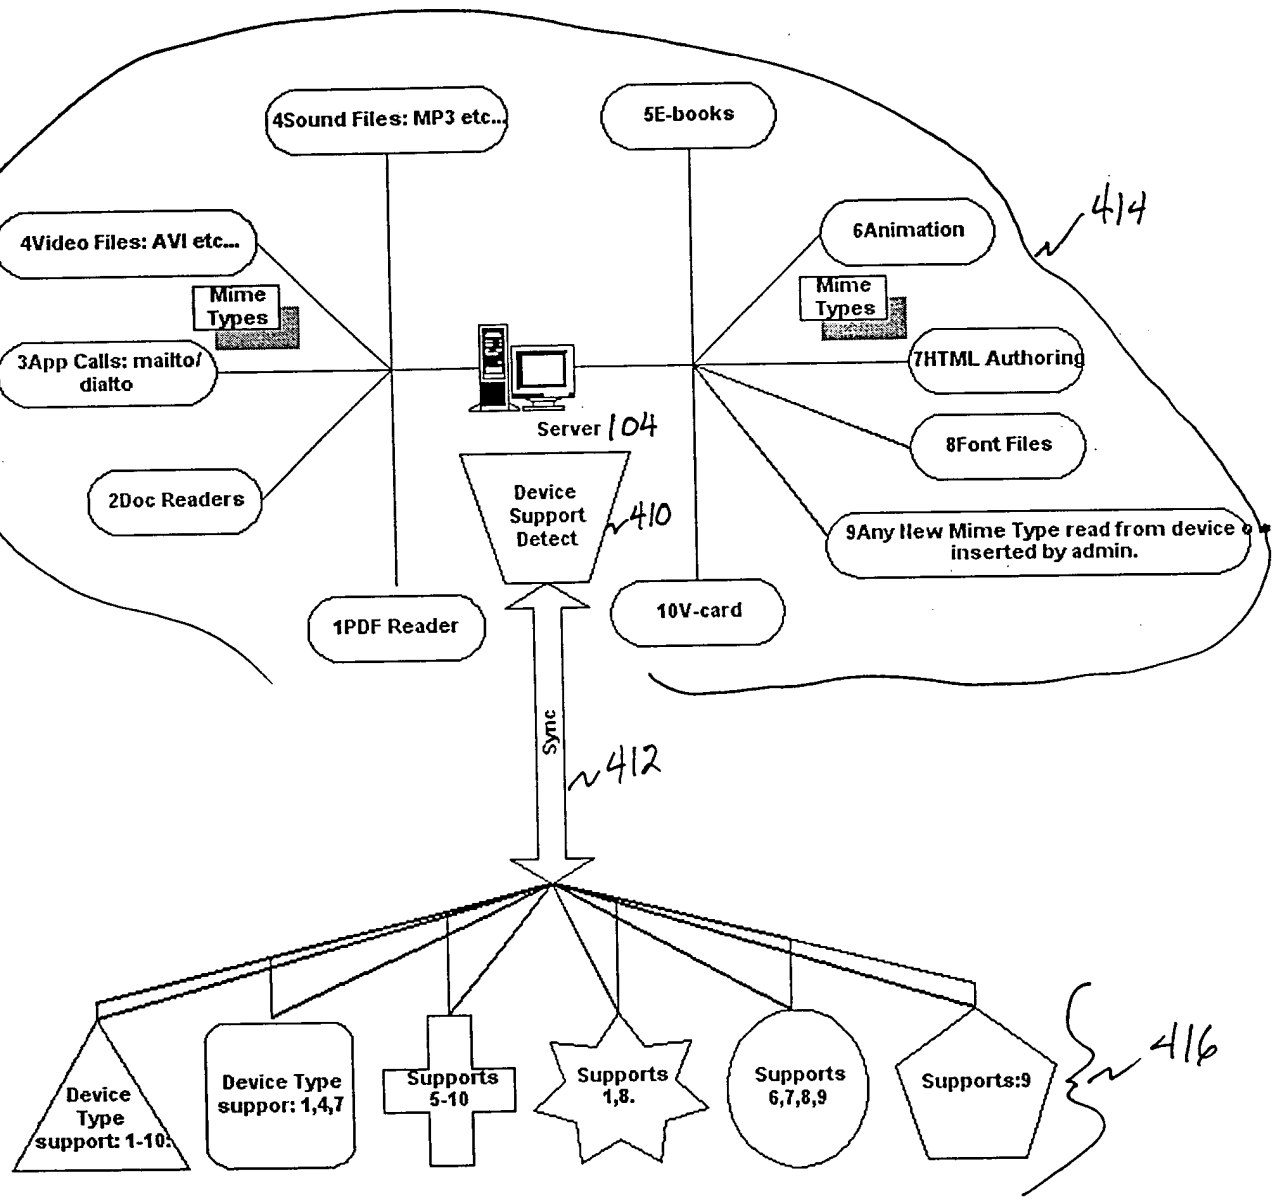 4Sound Files: MP3 etc...
5E-books
414
4Video Files: AVI etc...
6Animation
Mime
Types
Mime
Types
3App Calls: mailto/
dialto
7HTML Authoring
Server 104
8Font Files
2Doc Readers
Device
Support
Detect
410
9Any New Mime Type read from device
inserted by admin.
1PDF Reader
10V-card
Sync
412
416
Device
Type
support: 1-10:
Device Type
suppor: 1,4,7
Supports
5-10
Supports
1,8.
Supports
6,7,8,9
Supports:9